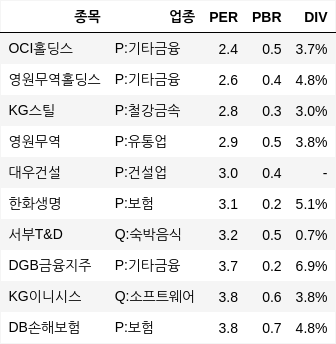 종목 업종 PER PBR DIV
OCI홀딩스 P:기타금융 2.4 0.5 3.7%
영원무역홀딩스 P:기타금융 2.6 0.4 4.8%
KG스틸 P:철강금속 2.8 0.3 3.0%
영원무역 P:유통업 2.9 0.5 3.8%
대우건설 P:건설업 3.0 0.4 -
한화생명 P:보험 3.1 0.2 5.1%
서부T&D Q:숙박음식 3.2 0.5 0.7%
DGB금융지주 P:기타금융 3.7 0.2 6.9%
KG이니시스 Q:소프트웨어 3.8 0.6 3.8%
DB손해보험 P:보험 3.8 0.7 4.8%